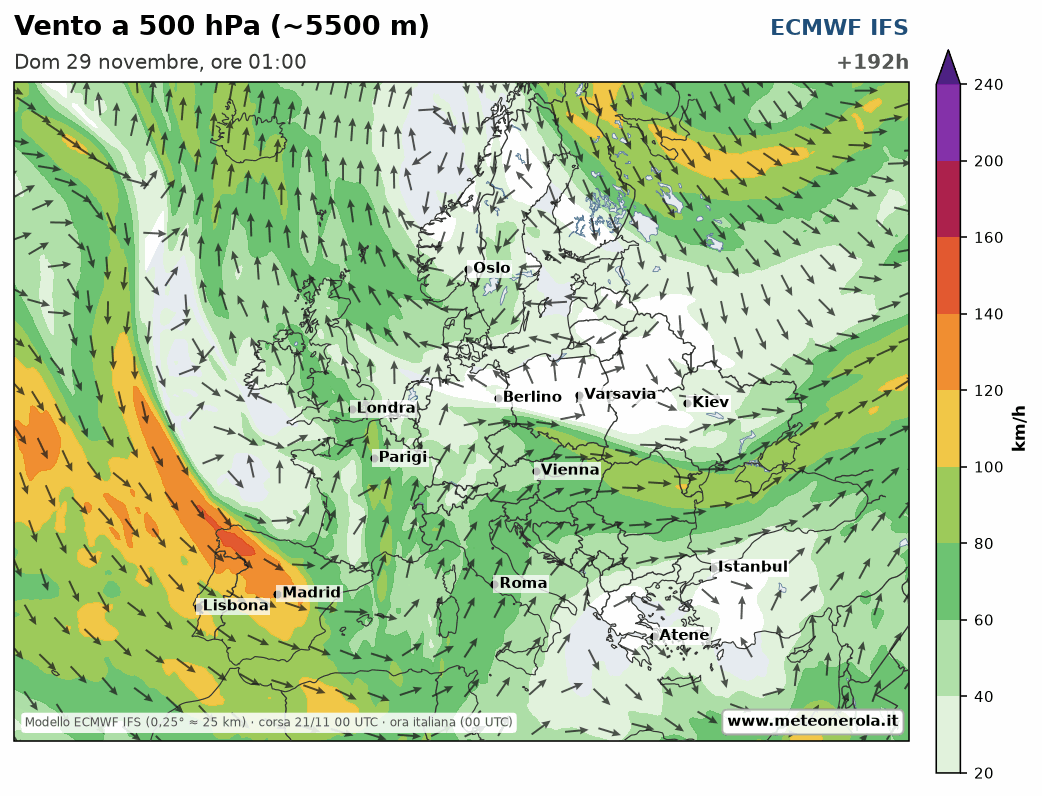 Vento a 500 hPa (~5500 m)
ECMWF IFS
Dom 29 novembre, ore 01:00
+192h
240
200
160
140
120
100
80
60
40
20
km/h
Oslo
Berlino
Varsavia
Kiev
Londra
Parigi
Vienna
Istanbul
Roma
Madrid
Lisbona
Atene
Modello ECMWF IFS (0,25° ≈ 25 km) · corsa 21/11 00 UTC · ora italiana (00 UTC)
www.meteonerola.it